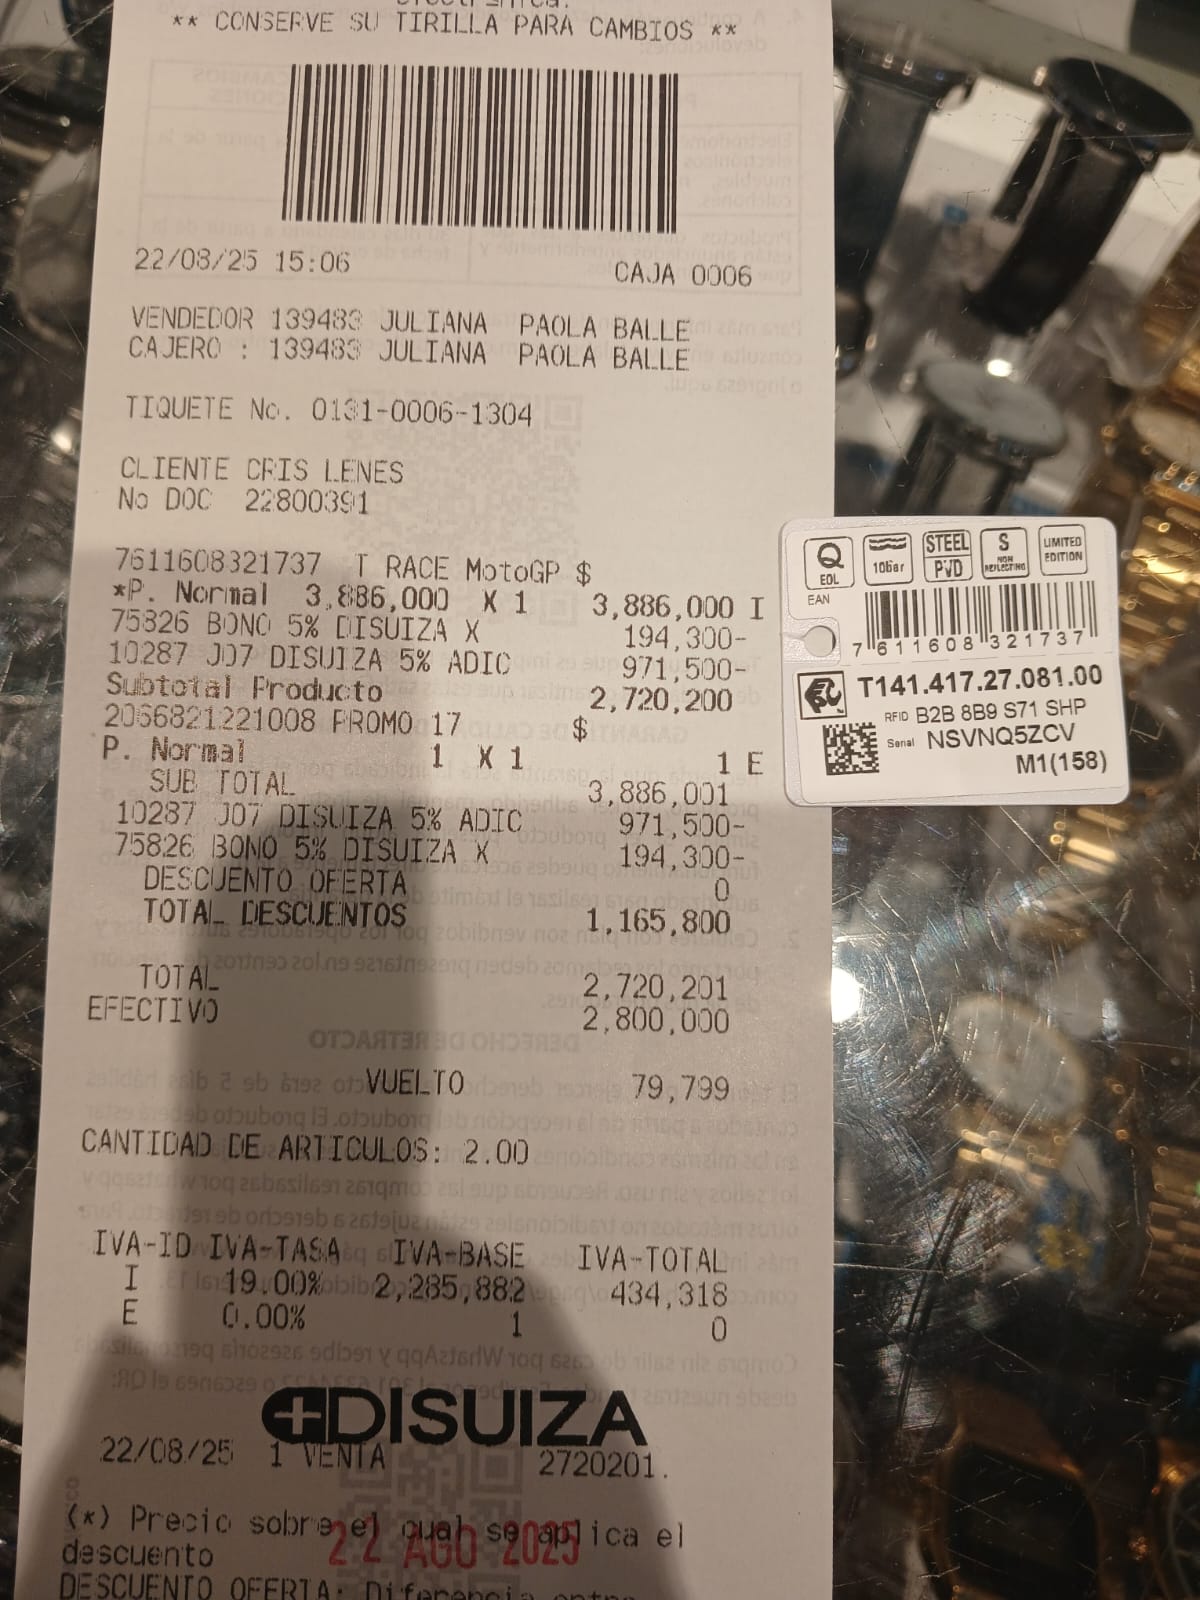 ** CONSERVE SU TIRILLA PARA CAMBIOS **
22/08/25 15:06 CAJA 0006
VENDEDOR 139483 JULIANA PAOLA BALLE
CAJERO : 139483 JULIANA PAOLA BALLE
TIQUETE No. 0131-0006-1304
CLIENTE CRIS LENES
No DOC 22800391
7611608321737 T RACE MotoGP $
*P. Normal 3,886,000 X 1 3,886,000 I
75826 BONO 5% DISUIZA X 194,300-
10287 J07 DISUIZA 5% ADIC 971,500-
Subtotal Producto 2,720,200
2056821221008 PROMO 17 $
P. Normal 1 X 1 1 E
SUB TOTAL 3,886,001
10287 J07 DISUIZA 5% ADIC 971,500-
75826 BONO 5% DISUIZA X 194,300-
DESCUENTO OFERTA 0
TOTAL DESCUENTOS 1,165,800
TOTAL 2,720,201
EFECTIVO 2,800,000
VUELTO 79,799
CANTIDAD DE ARTICULOS: 2.00
IVA-ID IVA-TASA IVA-BASE IVA-TOTAL
I 19.00% 2,285,882 434,318
E 0.00% 1 0
DISUIZA
22/08/25 1 VENTA 2720201.
(*) Precio sobre el cual se aplica el
descuento
22 AGO 2025
DESCUENTO OFERTA: Diferencia entre
Q
EOL
10bar
STEEL
PVD
S
NON
REFLECTING
LIMITED
EDITION
EAN
7 611608 321737
T141.417.27.081.00
RFID B2B 8B9 S71 SHP
Serial NSVNQ5ZCV
M1(158)